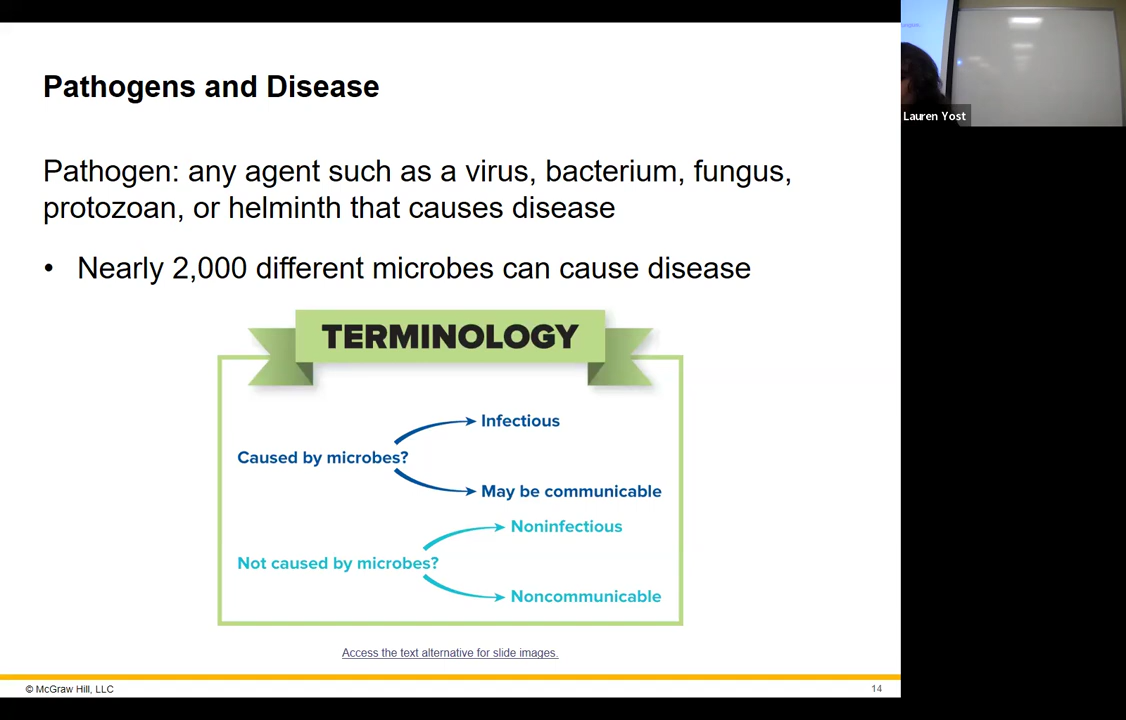 Pathogens and Disease
Pathogen: any agent such as a virus, bacterium, fungus,
protozoan, or helminth that causes disease
• Nearly 2,000 different microbes can cause disease
TERMINOLOGY
Caused by microbes?
Infectious
May be communicable
Not caused by microbes?
Noninfectious
Noncommunicable
Access the text alternative for slide images.
© McGraw Hill, LLC
14
Lauren Yost